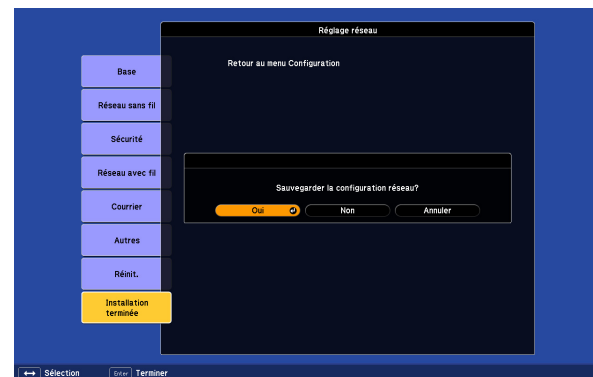 Réglage réseau
Retour au menu Configuration
Base
Réseau sans fil
Sécurité
Réseau avec fil
Courrier
Autres
Réinit.
Installation
terminée
Sauvegarder la configuration réseau?
Oui Non Annuler
Sélection Enter Terminer